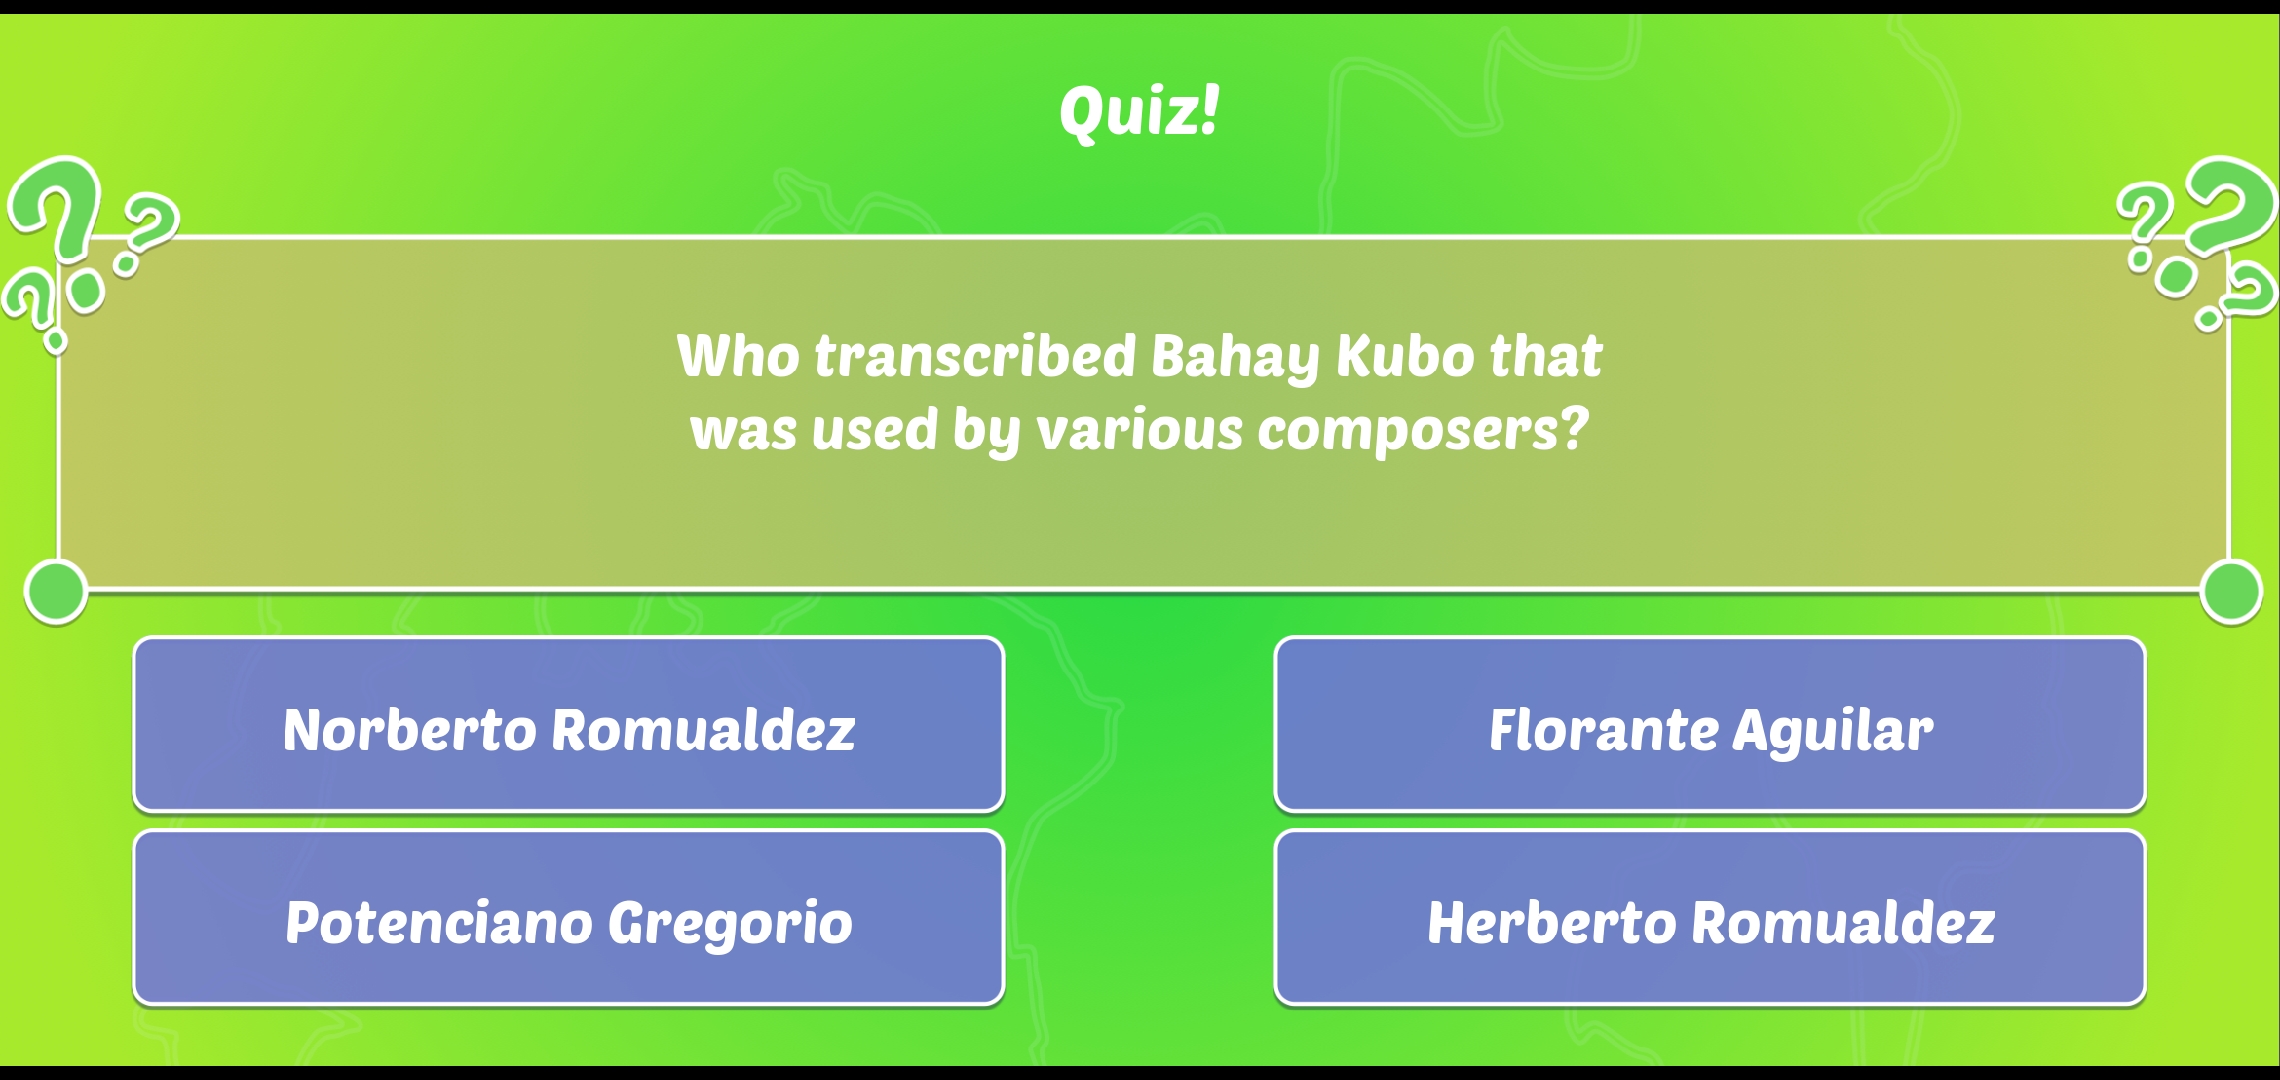 Quiz!
Who transcribed Bahay Kubo that
was used by various composers?
Norberto Romualdez
Florante Aguilar
Potenciano Gregorio
Herberto Romualdez